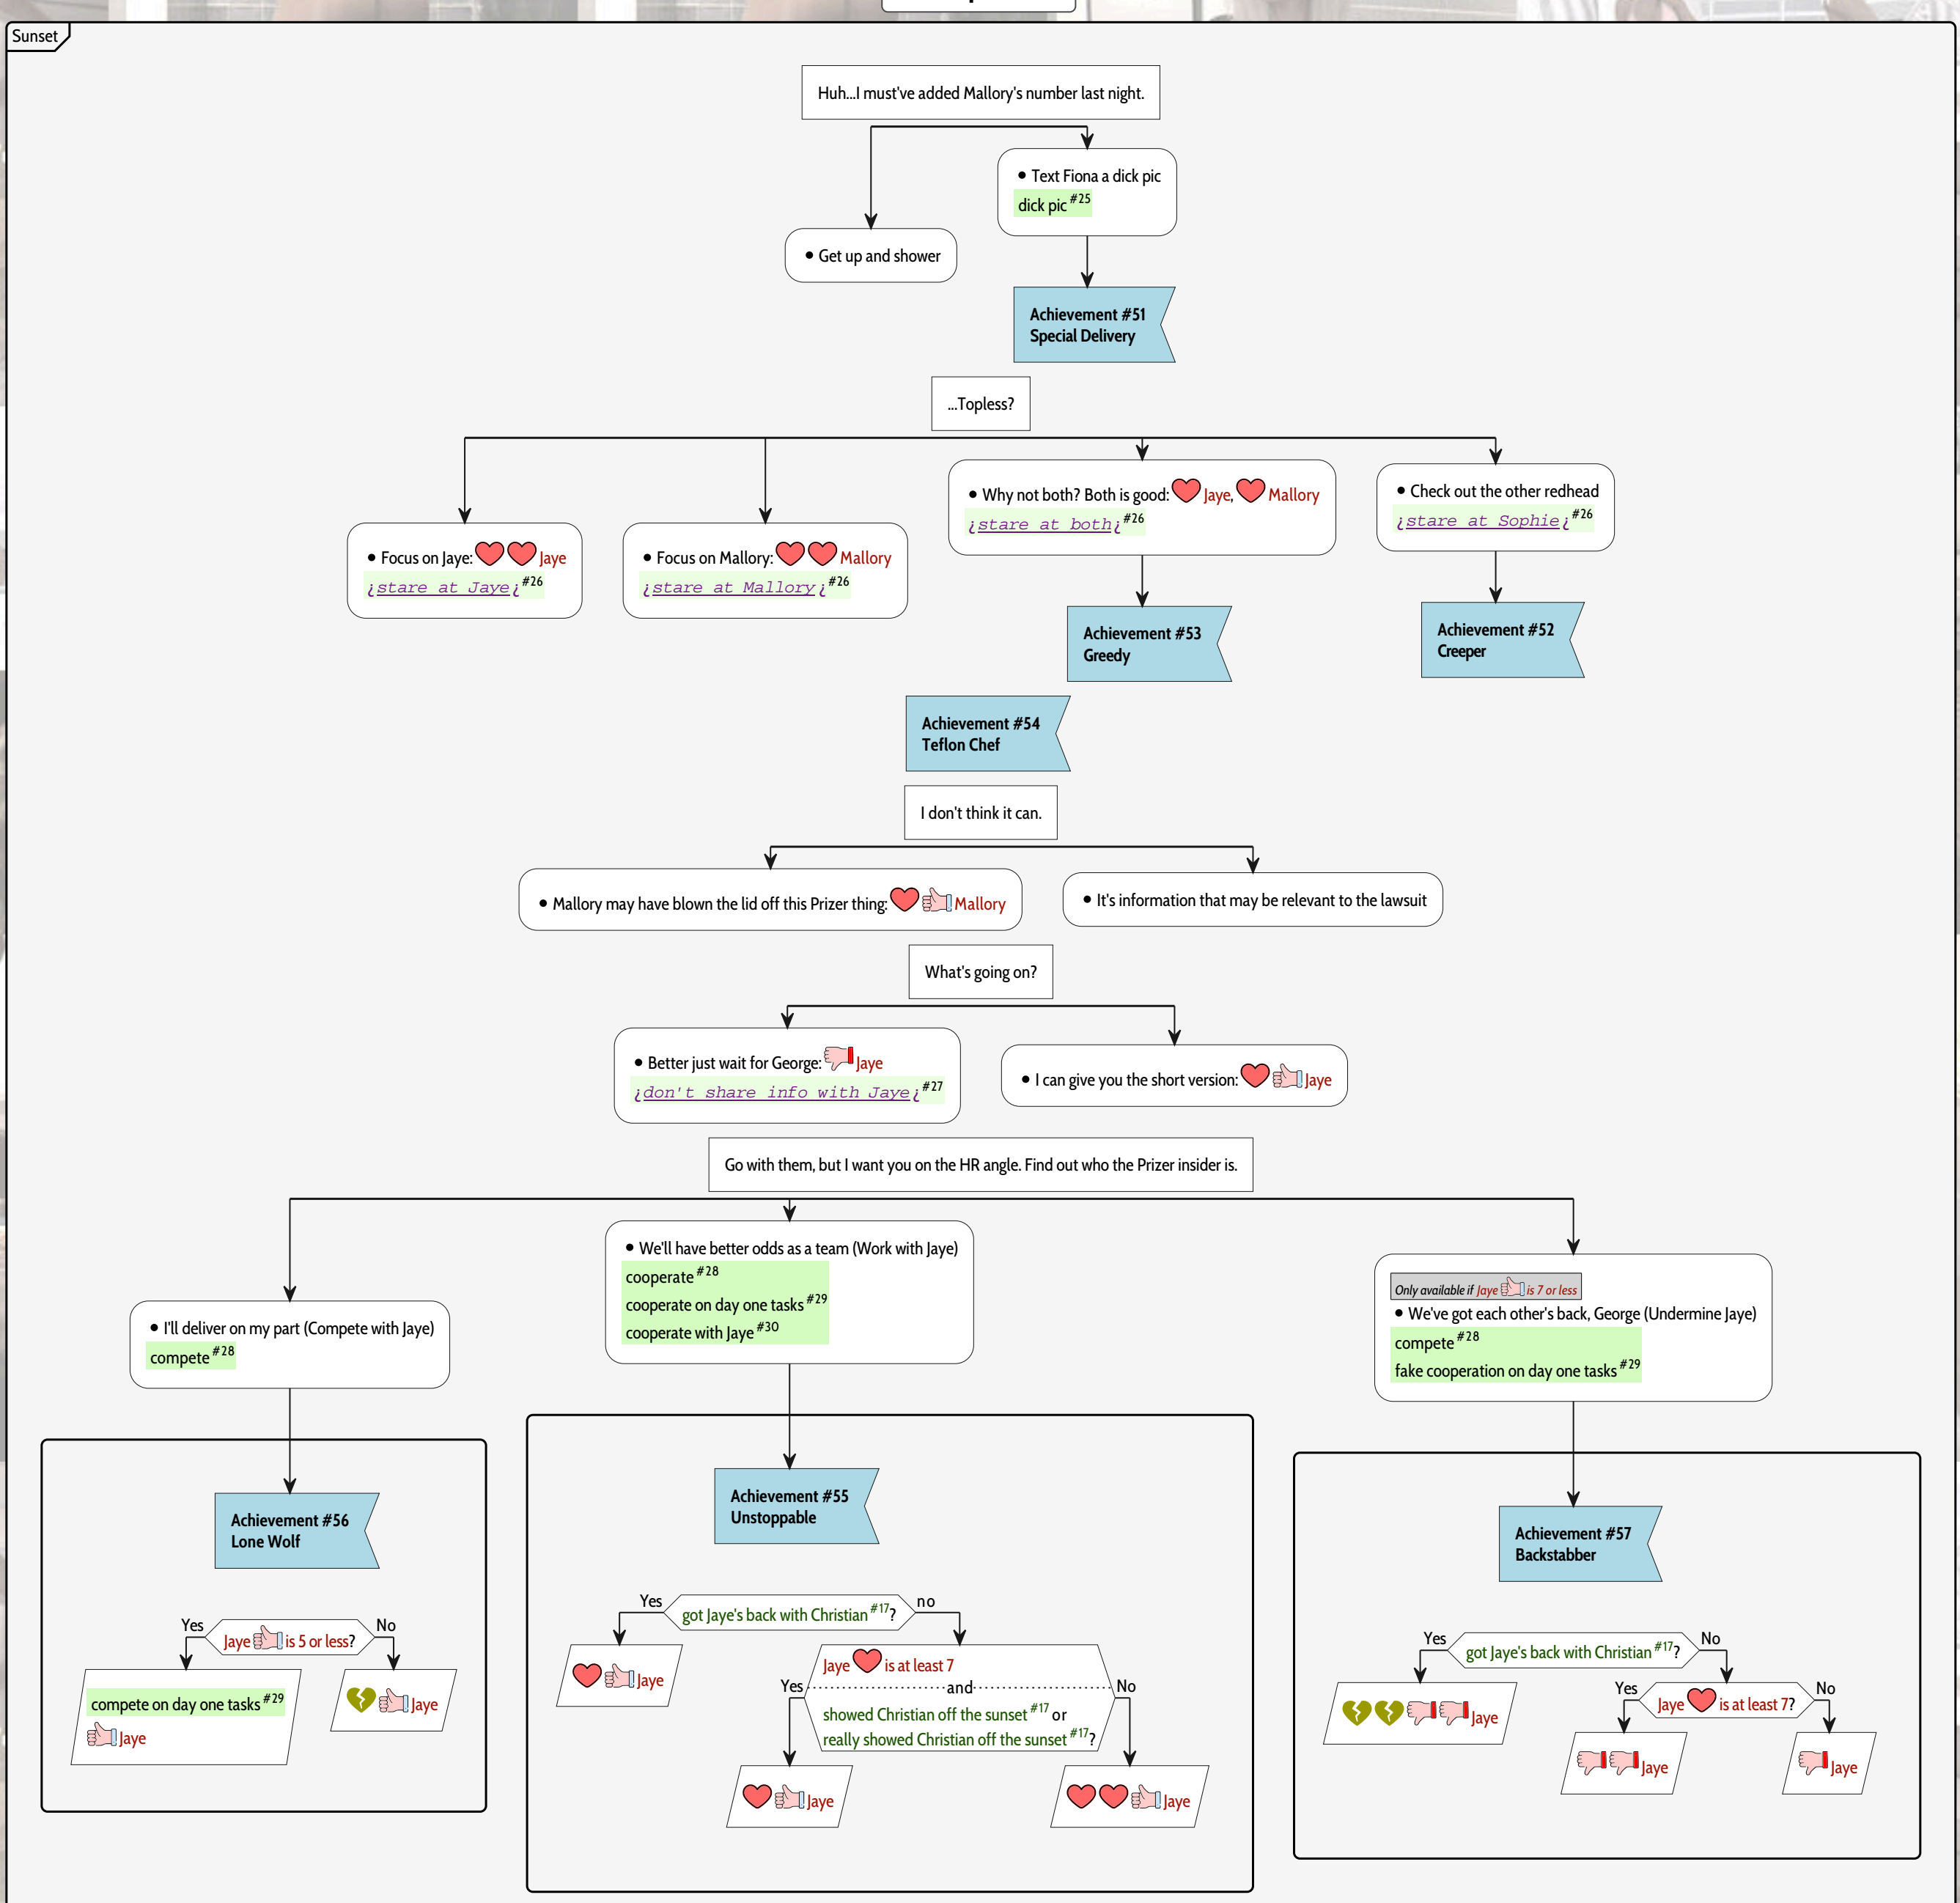 Sunset
Huh...I must've added Mallory's number last night.
• Text Fiona a dick pic
dick pic #25
• Get up and shower
Achievement #51
Special Delivery
...Topless?
• Focus on Jaye: Jaye
¿stare at Jaye¿ #26
• Focus on Mallory: Mallory
¿stare at Mallory¿ #26
• Why not both? Both is good: Jaye, Mallory
¿stare at both¿ #26
• Check out the other redhead
¿stare at Sophie¿ #26
Achievement #53
Greedy
Achievement #52
Creeper
Achievement #54
Teflon Chef
I don't think it can.
• Mallory may have blown the lid off this Prizer thing: Mallory
• It's information that may be relevant to the lawsuit
What's going on?
• Better just wait for George: Jaye
¿don't share info with Jaye¿ #27
• I can give you the short version: Jaye
Go with them, but I want you on the HR angle. Find out who the Prizer insider is.
• I'll deliver on my part (Compete with Jaye)
compete #28
• We'll have better odds as a team (Work with Jaye)
cooperate #28
cooperate on day one tasks #29
cooperate with Jaye #30
Only available if Jaye is 7 or less
• We've got each other's back, George (Undermine Jaye)
compete #28
fake cooperation on day one tasks #29
Achievement #56
Lone Wolf
Yes
Jaye is 5 or less?
No
compete on day one tasks #29
Jaye
Jaye
Achievement #55
Unstoppable
Yes
got Jaye's back with Christian #17?
no
Jaye
Jaye is at least 7
Yes
and
No
showed Christian off the sunset #17 or
really showed Christian off the sunset #17?
Jaye
Jaye
Achievement #57
Backstabber
Yes
got Jaye's back with Christian #17?
No
Jaye
Yes
Jaye is at least 7?
No
Jaye
Jaye